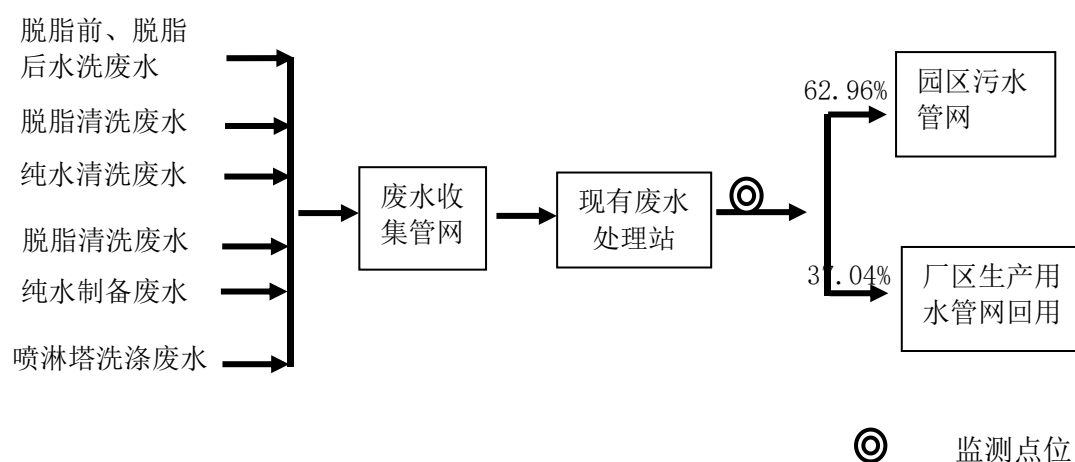 脱脂前、脱脂
后水洗废水
脱脂清洗废水
纯水清洗废水
脱脂清洗废水
纯水制备废水
喷淋塔洗涤废水
废水收
集管网
现有废水
处理站
62.96%
园区污水
管网
37.04%
厂区生产用
水管网回用
监测点位